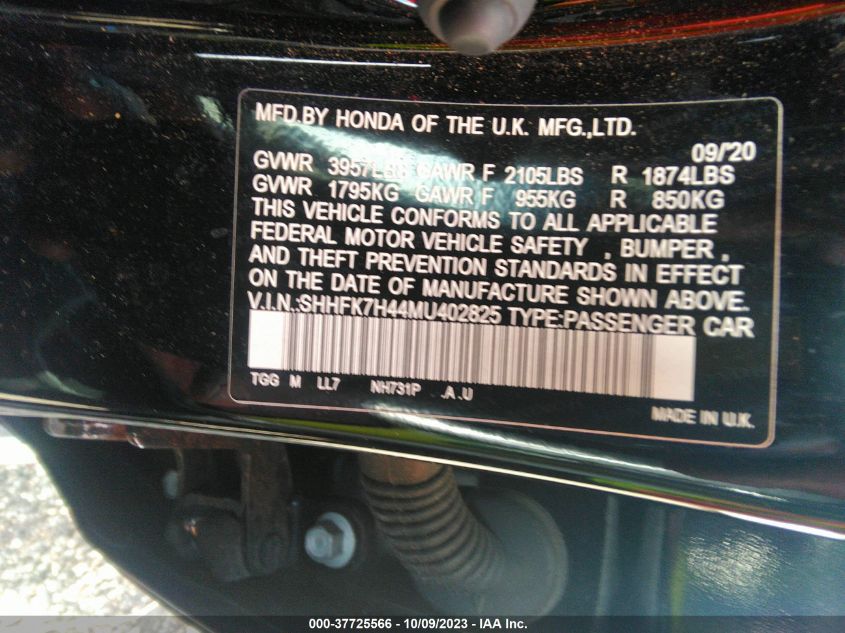 MFD.BY HONDA OF THE U.K. MFG.,LTD.
09/'20
GVWR 3957LBS GAWR F 2105LBS R 1874LBS
GVWR 1795KG GAWR F 955KG R 850KG
THIS VEHICLE CONFORMS TO ALL APPLICABLE
FEDERAL MOTOR VEHICLE SAFETY , BUMPER ,
AND THEFT PREVENTION STANDARDS IN EFFECT
ON THE DATE OF MANUFACTURE SHOWN ABOVE.
V.I.N.:SHHFK7H44MU402825 TYPE:PASSENGER CAR
TGG M LL7 NH731P .A .U
MADE IN U.K.
000-37725566 - 10/09/2023 - IAA Inc.